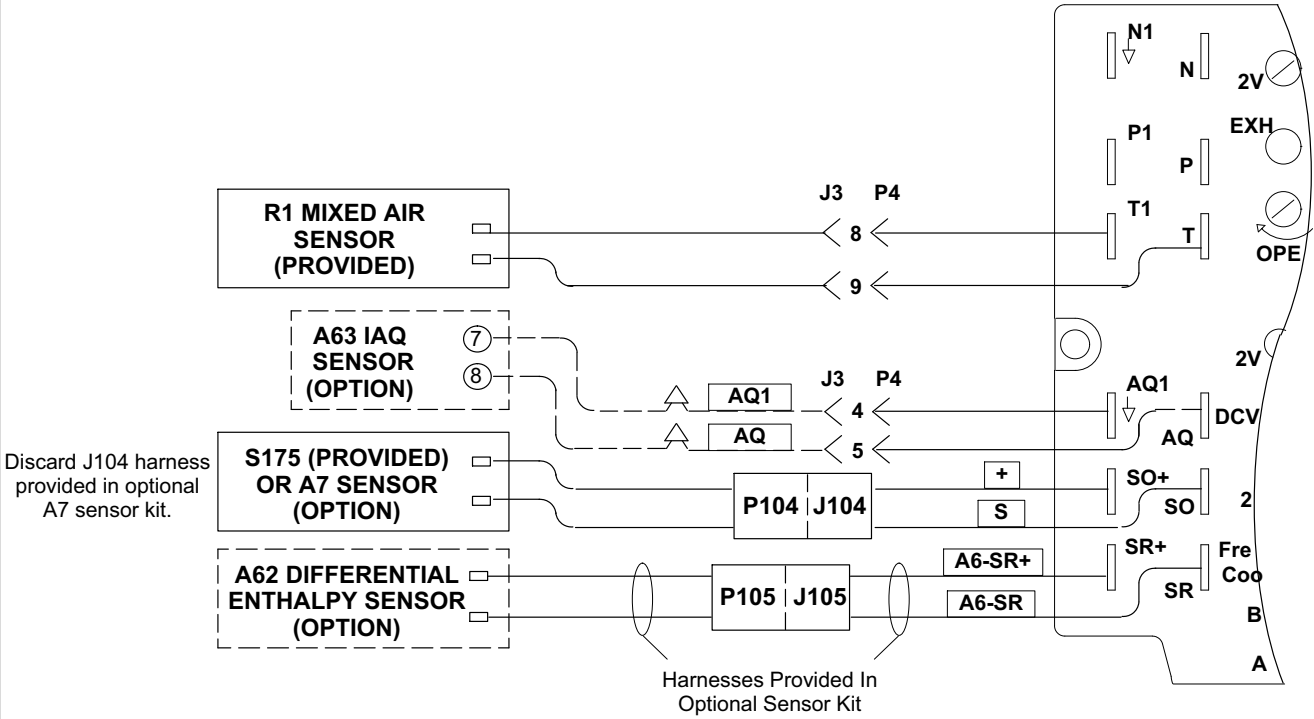 N1
N
2V
EXH
P1
P
J3 P4
T1
R1 MIXED AIR
SENSOR
(PROVIDED)
8
T
OPE
9
A63 IAQ
SENSOR
(OPTION)
7
8
2V
J3 P4
AQ1
AQ1
4
DCV
AQ
AQ
5
Discard J104 harness
provided in optional
A7 sensor kit.
S175 (PROVIDED)
OR A7 SENSOR
(OPTION)
P104 J104
+
S
SO+
SO
2
A62 DIFFERENTIAL
ENTHALPY SENSOR
(OPTION)
P105 J105
A6-SR+
A6-SR
SR+
SR
Fre
Coo
B
A
Harnesses Provided In
Optional Sensor Kit